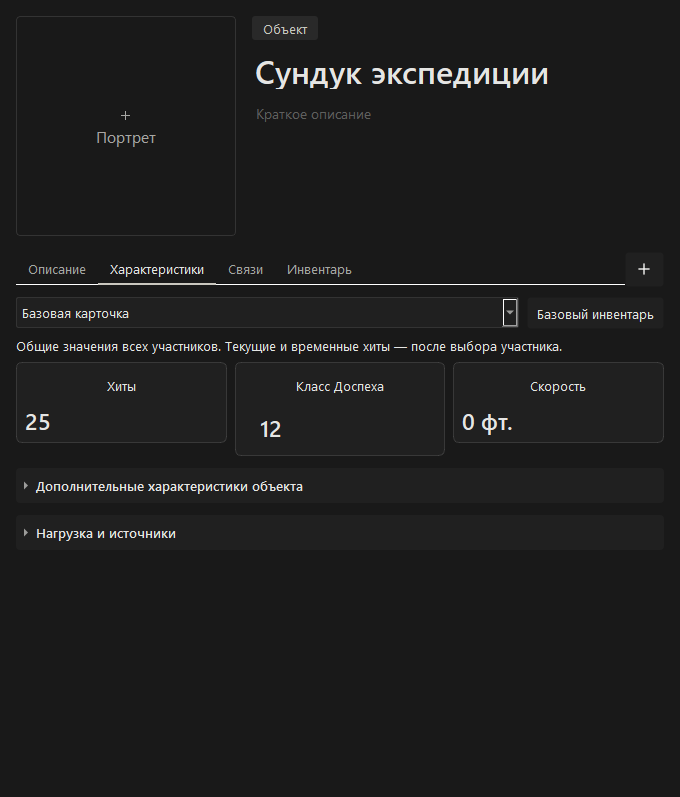 Объект
Сундук экспедиции
Краткое описание
+
Портрет
Описание Характеристики Связи Инвентарь +
Базовая карточка Базовый инвентарь
Общие значения всех участников. Текущие и временные хиты — после выбора участника.
Хиты Класс Доспеха Скорость
25 12 0 фт.
Дополнительные характеристики объекта
Нагрузка и источники